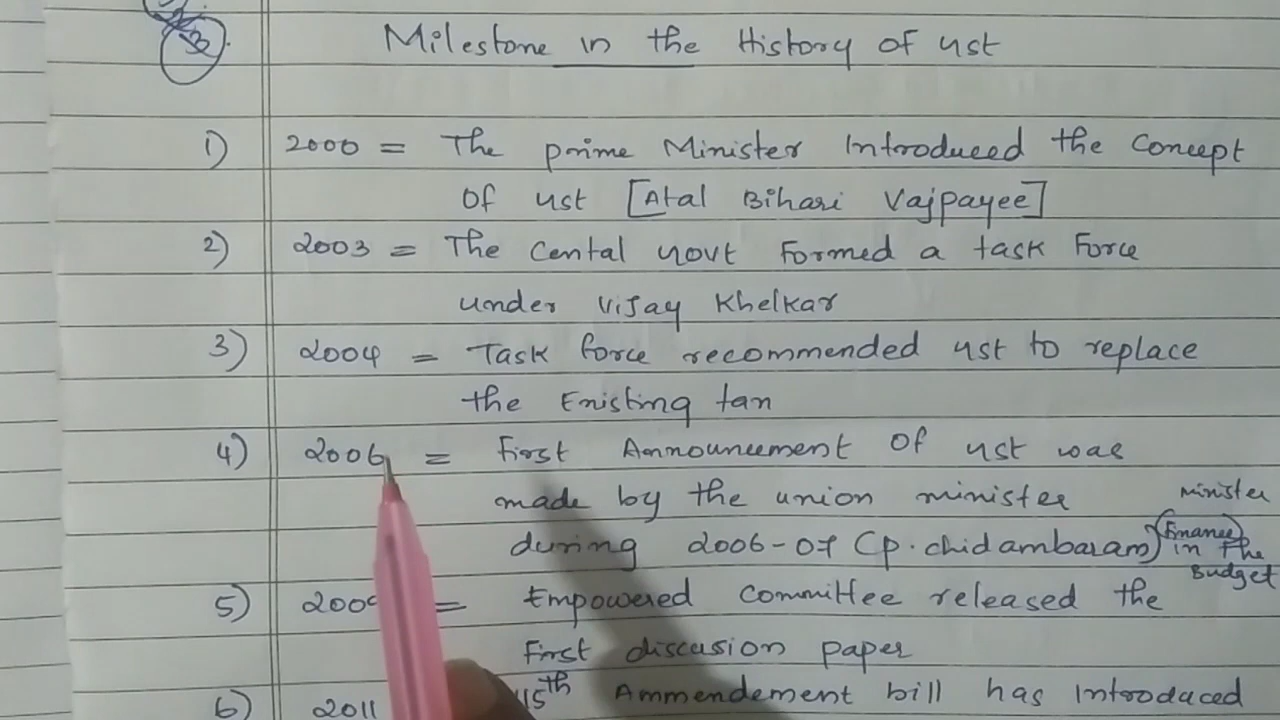 Milestone in the History of GST
1) 2000 = The prime Minister Introduced the Concept
Of GST [Atal Bihari Vajpayee]
2) 2003 = The Cental Govt Formed a task Force
under Vijay Khelkar
3) 2004 = Task force recommended GST to replace
the Existing tax
4) 2006 = First Announcement Of GST was
made by the union minister minister
during 2006-07 (p.chidambaram) (Finance) in the
Budget
5) = Empowered Committee released the
First discusion paper
6) 2011 115th Ammendement bill has Introduced